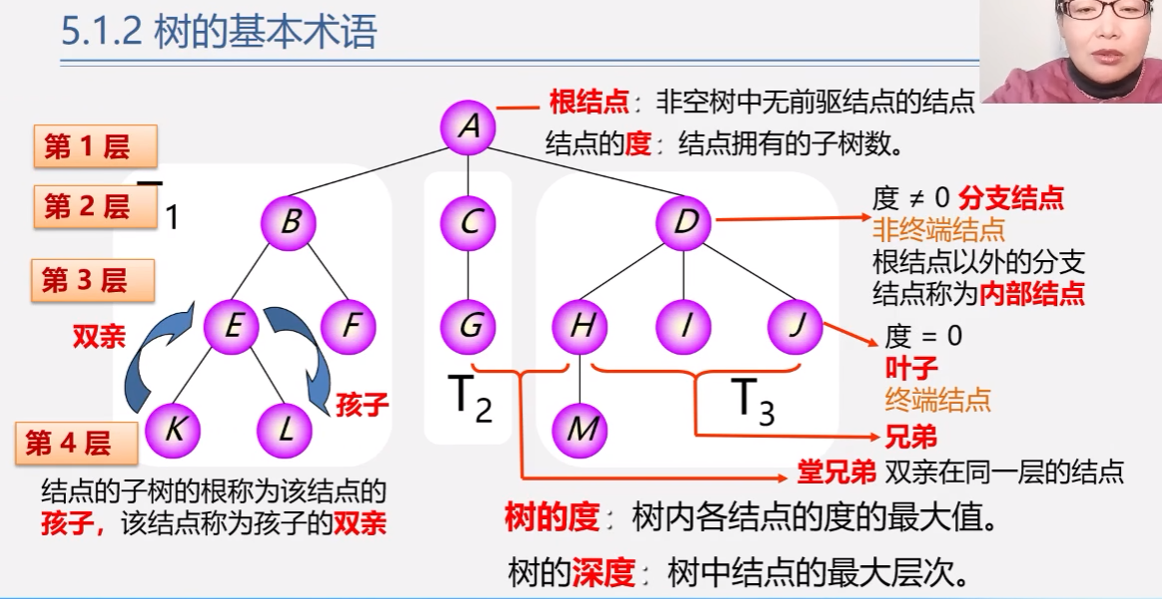 5.1.2 树的基本术语
根结点：非空树中无前驱结点的结点
A
第 1 层
结点的度：结点拥有的子树数。
第 2 层
1
B
C
D
度 ≠ 0 分支结点
非终端结点
根结点以外的分支
结点称为内部结点
第 3 层
双亲
E
F
G
H
I
J
度 = 0
叶子
终端结点
孩子
T2
T3
第 4 层
K
L
M
兄弟
堂兄弟 双亲在同一层的结点
结点的子树的根称为该结点的
孩子，该结点称为孩子的双亲
树的度：树内各结点的度的最大值。
树的深度：树中结点的最大层次。